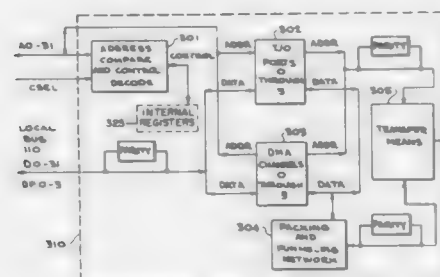 A0-31
ADDRESS
COMPARE
AND CONTROL
DECODE
301
CONTROL
CSEL
ADDR
302
I/O
PORTS
0
THROUGH
3
ADDR
DATA
DATA
PARITY
305
TRANSFER
MEANS
325
INTERNAL
REGISTERS
LOCAL
BUS
110
D0-31
DP0-3
PARITY
303
ADDR
DMA
CHANNELS
0
THROUGH
3
ADDR
DATA
DATA
310
304
PACKING
AND
FUNNELING
NETWORK
PARITY